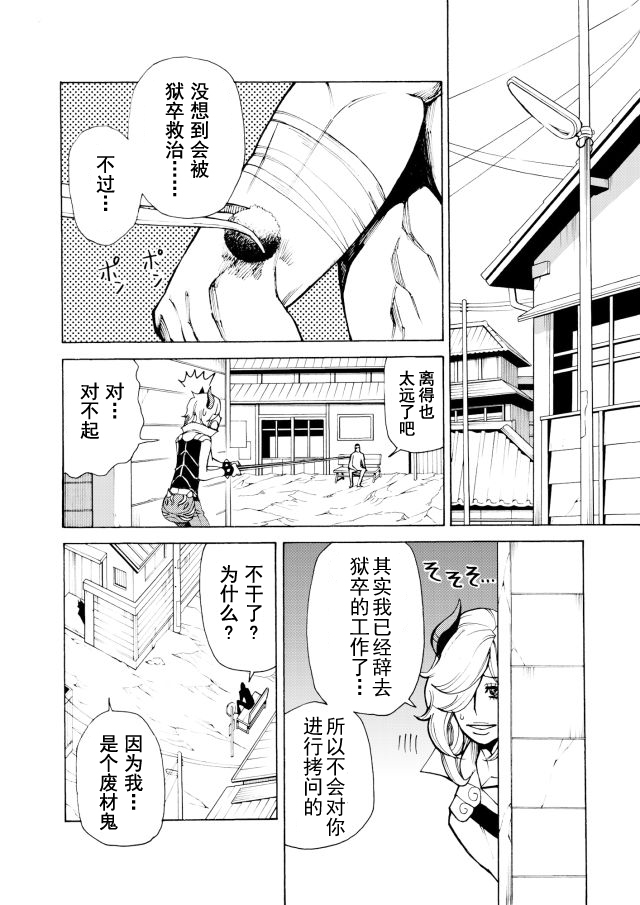 没想到会被
狱卒救治……
不过…
ポン
ポン
离得也
太远了吧
对…
对不起
そそそ…
其实我已经辞去
狱卒的工作了…
所以不会对你
进行拷问的
不干了?
为什么?
因为我…
是个废材鬼